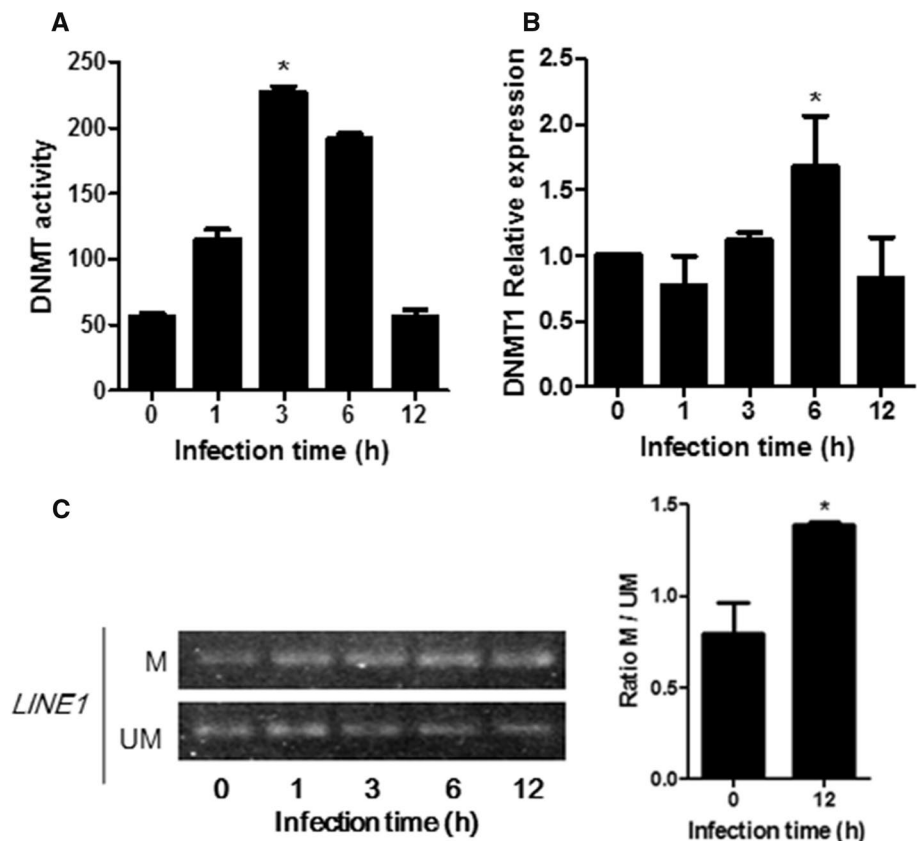 A
DNMT activity
250
200
150
100
50
0
*
0 1 3 6 12
Infection time (h)
B
DNMT1 Relative expression
2.5
2.0
1.5
1.0
0.5
0.0
*
0 1 3 6 12
Infection time (h)
C
LINE1
M
UM
0 1 3 6 12
Infection time (h)
Ratio M / UM
1.5
1.0
0.5
0.0
*
0 12
Infection time (h)